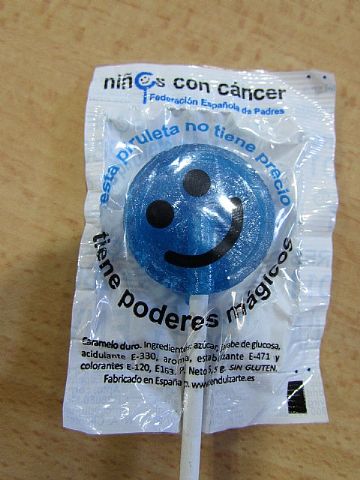 niños con cáncer
Federación Española de Padres
esta piruleta no tiene precio
tiene poderes mágicos
Caramelo duro. Ingredientes: azúcar, jarabe de glucosa,
acidulante E-330, aroma, estabilizante E-471 y
colorantes E-120, E163. P. Neto 5,5 g. SIN GLUTEN.
Fabricado en España. www.endulzarte.es